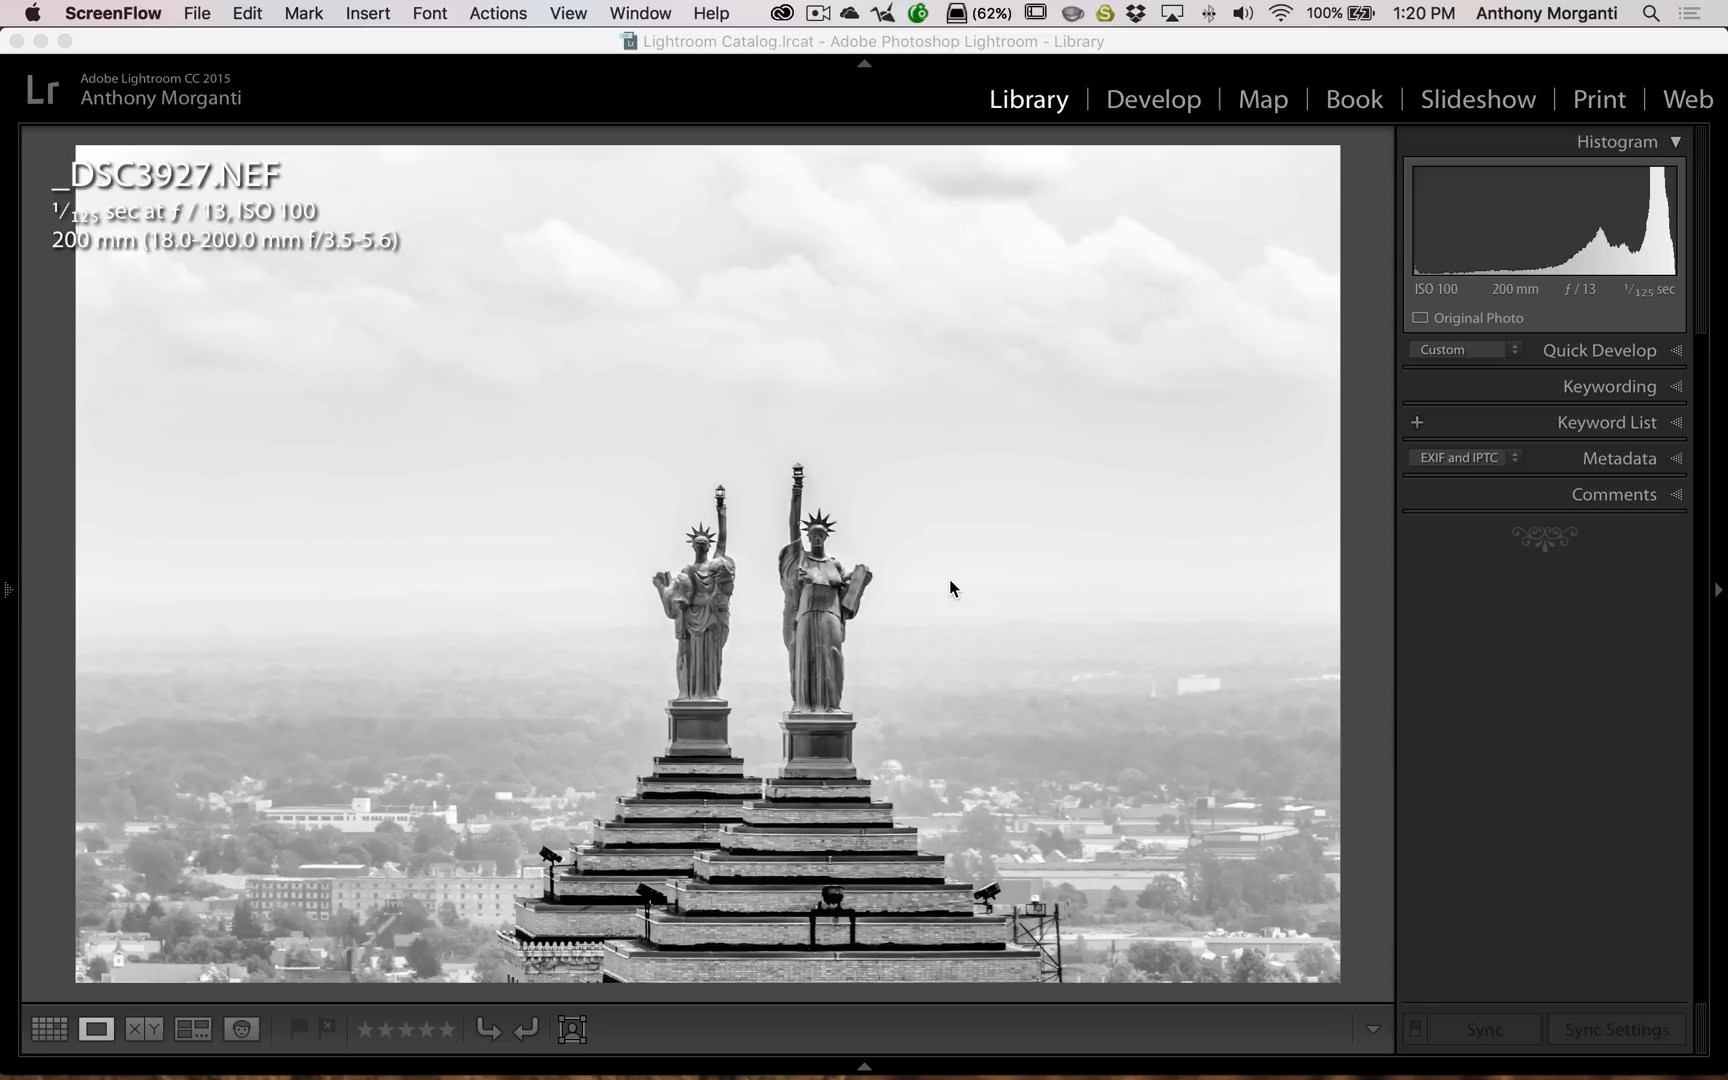 ScreenFlow File Edit Mark Insert Font Actions View Window Help (62%) 100% 1:20 PM Anthony Morganti
Lightroom Catalog.lrcat - Adobe Photoshop Lightroom - Library
Lr
Adobe Lightroom CC 2015
Anthony Morganti
Library | Develop | Map | Book | Slideshow | Print | Web
_DSC3927.NEF
1/125 sec at ƒ / 13, ISO 100
200 mm (18.0-200.0 mm f/3.5-5.6)
Histogram
ISO 100 200 mm ƒ / 13 1/125 sec
Original Photo
Custom Quick Develop
Keywording
+ Keyword List
EXIF and IPTC Metadata
Comments
X Y
Sync Sync Settings